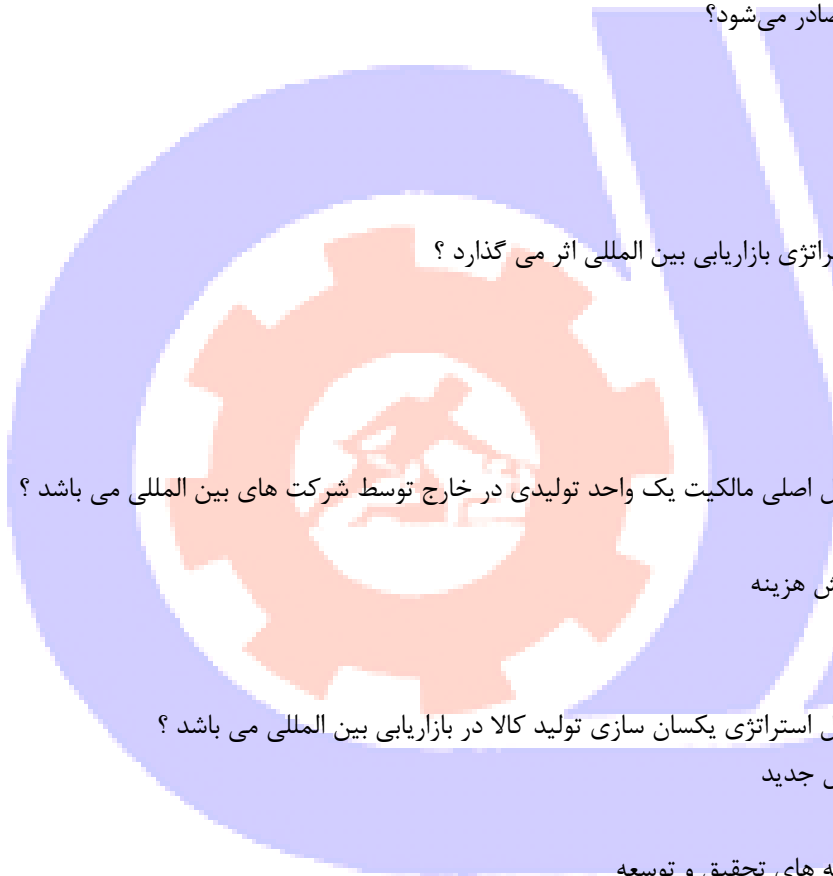 صادر می‌شود؟
راتژی بازاریابی بین المللی اثر می گذارد ؟
ل اصلی مالکیت یک واحد تولیدی در خارج توسط شرکت های بین المللی می باشد ؟
ش هزینه
ل استراتژی یکسان سازی تولید کالا در بازاریابی بین المللی می باشد ؟
ل جدید
ه های تحقیق و توسعه